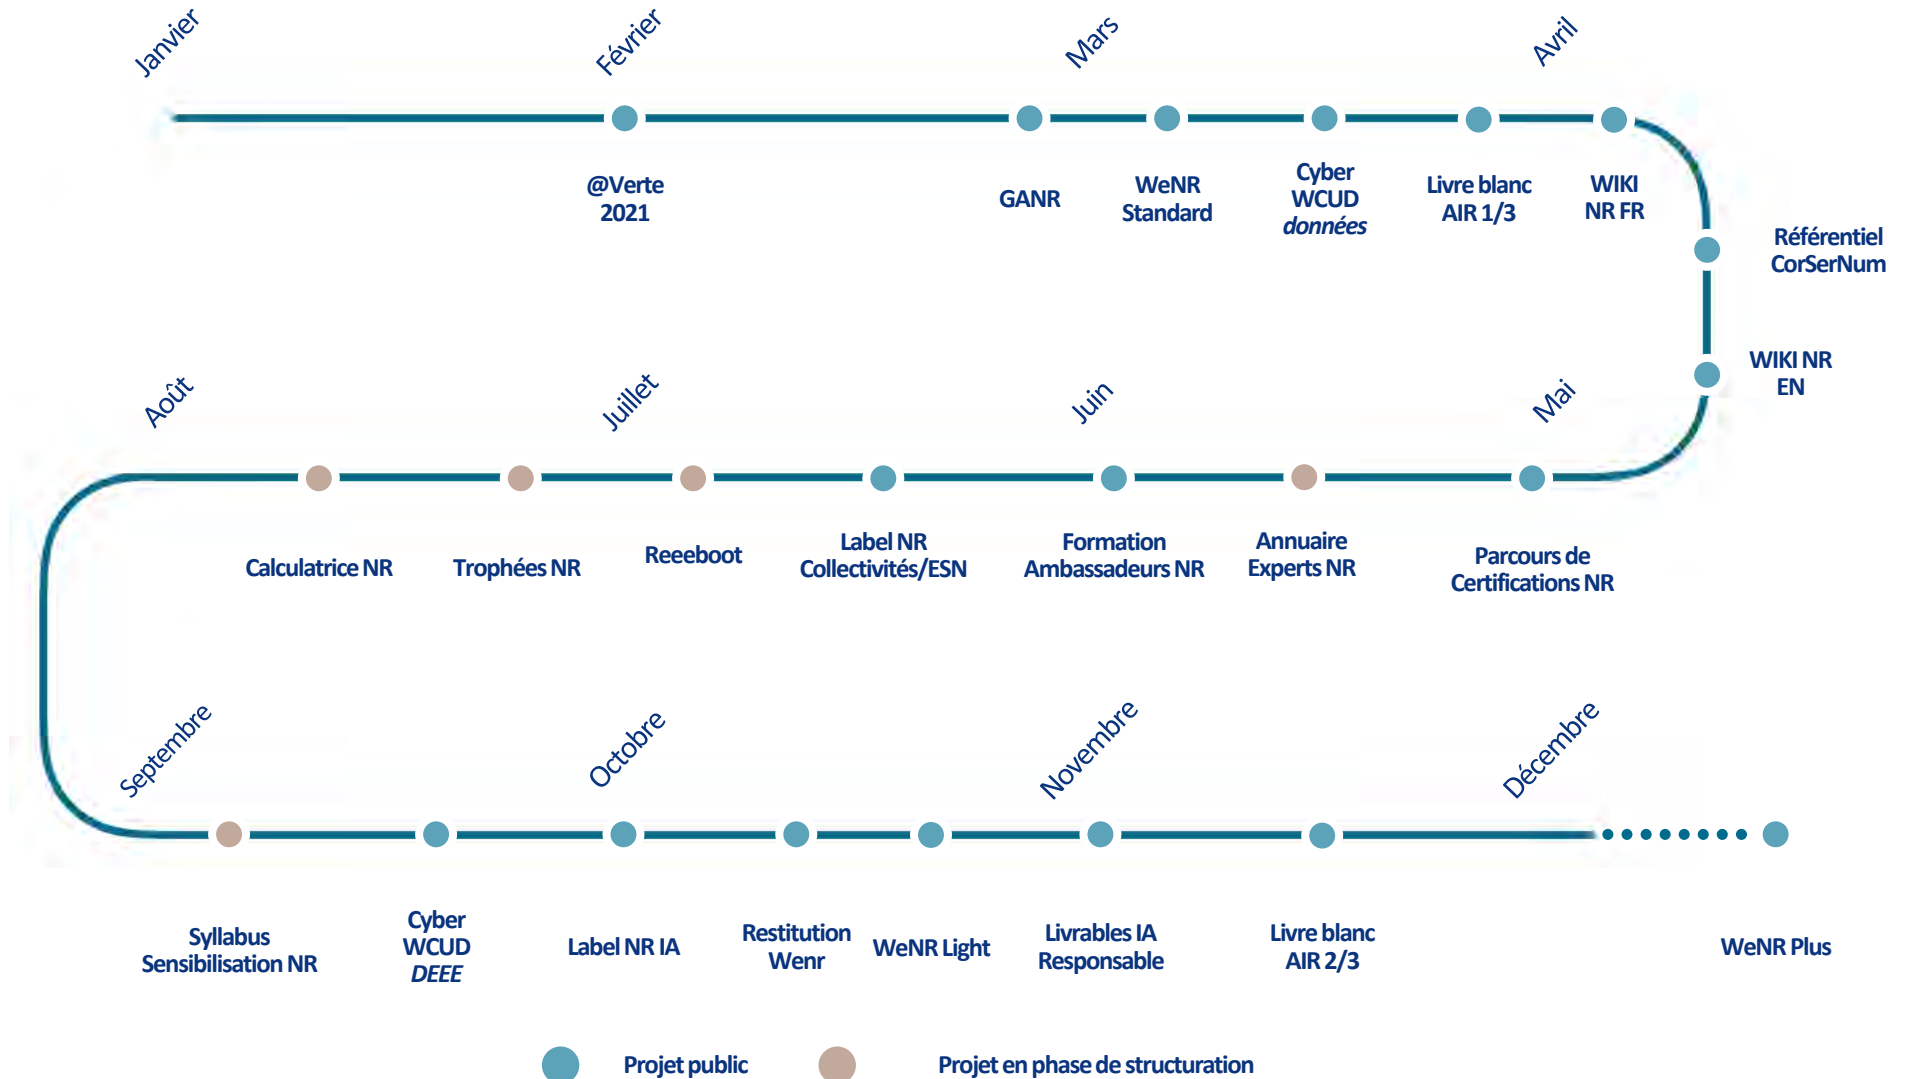 Janvier
Février
Mars
Avril
@Verte
2021
GANR
WeNR
Standard
Cyber
WCUD
données
Livre blanc
AIR 1/3
WIKI
NR FR
Référentiel
CorSerNum
WIKI NR
EN
Août
Juillet
Juin
Mai
Calculatrice NR
Trophées NR
Reeeboot
Label NR
Collectivités/ESN
Formation
Ambassadeurs NR
Annuaire
Experts NR
Parcours de
Certifications NR
Septembre
Octobre
Novembre
Décembre
Syllabus
Sensibilisation NR
Cyber
WCUD
DEEE
Label NR IA
Restitution
Wenr
WeNR Light
Livrables IA
Responsable
Livre blanc
AIR 2/3
WeNR Plus
Projet public
Projet en phase de structuration